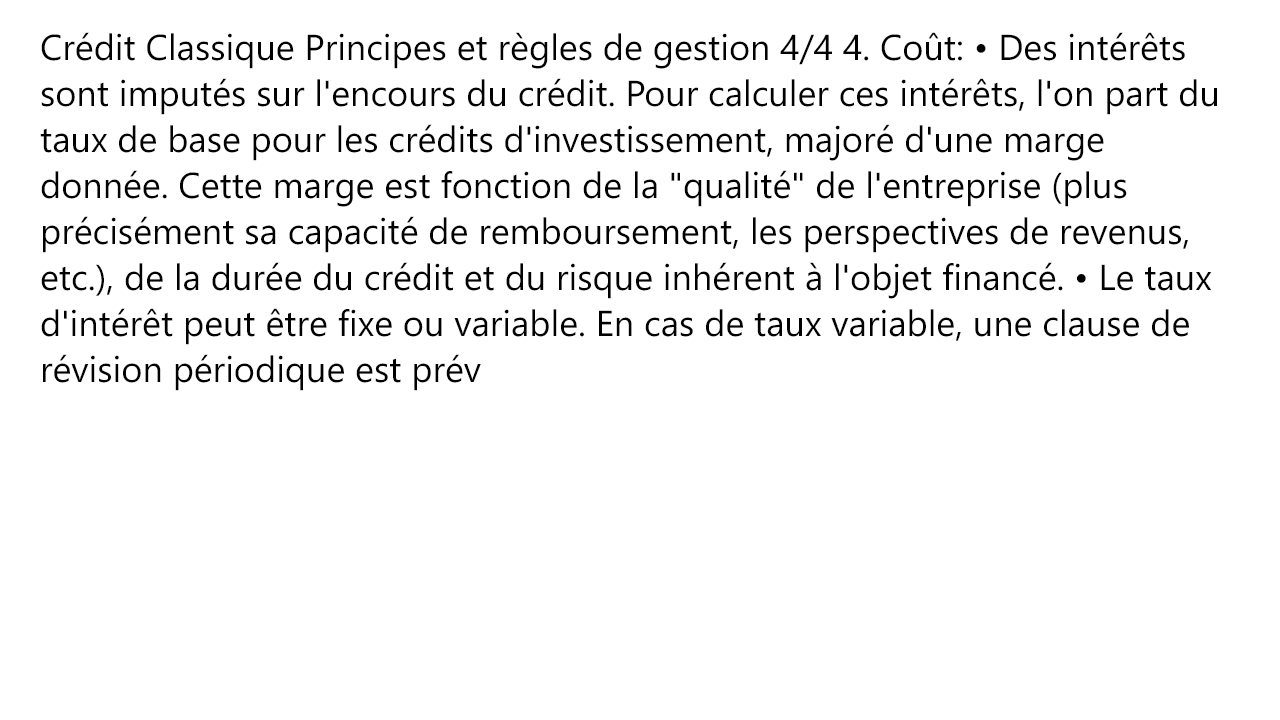 Crédit Classique Principes et règles de gestion 4/4 4. Coût: • Des intérêts
sont imputés sur l'encours du crédit. Pour calculer ces intérêts, l'on part du
taux de base pour les crédits d'investissement, majoré d'une marge
donnée. Cette marge est fonction de la "qualité" de l'entreprise (plus
précisément sa capacité de remboursement, les perspectives de revenus,
etc.), de la durée du crédit et du risque inhérent à l'objet financé. • Le taux
d'intérêt peut être fixe ou variable. En cas de taux variable, une clause de
révision périodique est prév